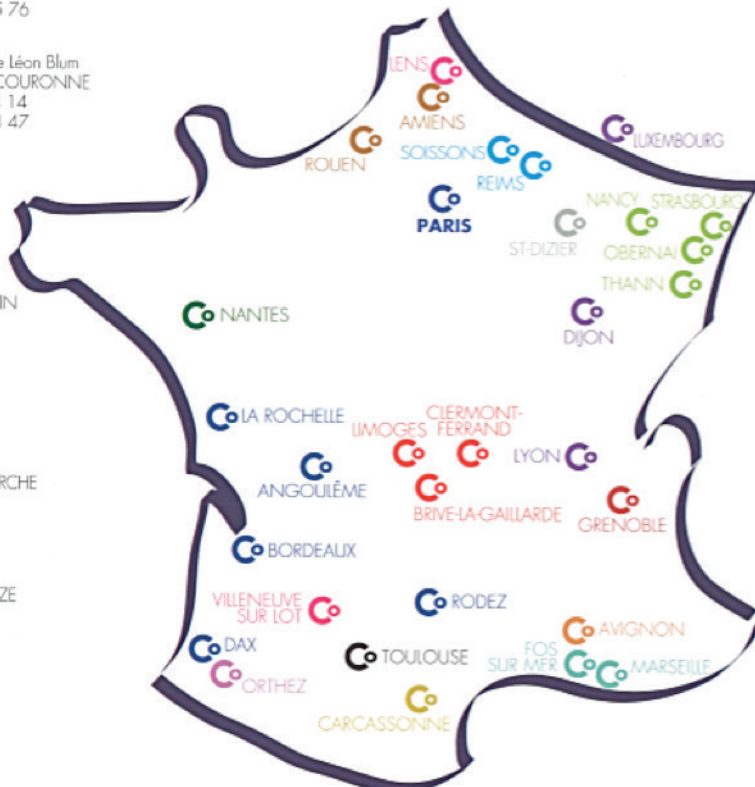 5 76
e Léon Blum
COURONNE
14
47
IN
RCHE
ZE
LENS
AMIENS
ROUEN
SOISSONS
REIMS
LUXEMBOURG
PARIS
NANCY
STRASBOURG
ST-DIZIER
OBERNAI
THANN
NANTES
DIJON
LA ROCHELLE
LIMOGES
CLERMONT-
FERRAND
LYON
ANGOULÊME
BRIVE-LA-GAILLARDE
GRENOBLE
BORDEAUX
VILLENEUVE
SUR LOT
RODEZ
AVIGNON
DAX
TOULOUSE
FOS
SUR MER
MARSEILLE
ORTHEZ
CARCASSONNE